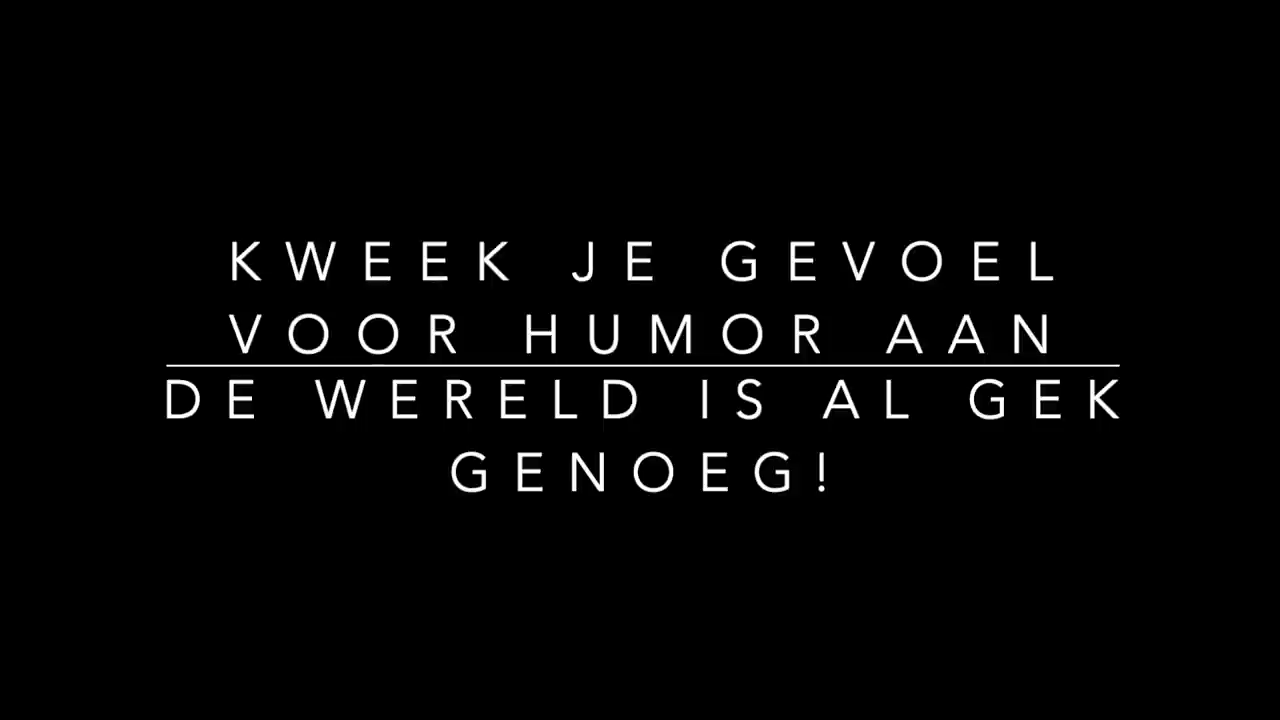 KWEEK JE GEVOEL
VOOR HUMOR AAN
DE WERELD IS AL GEK
GENOEG!